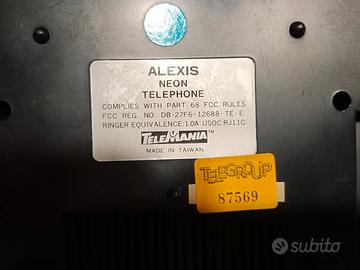 ALEXIS
NEON
TELEPHONE
COMPLIES WITH PART 68 FCC RULES
FCC REG. NO. DB-27F6-12688-TE-E
RINGER EQUIVALENCE:1.0A USOC:RJ11C
TELEMANIA™
MADE IN TAIWAN
TELEGROUP
87569
subito